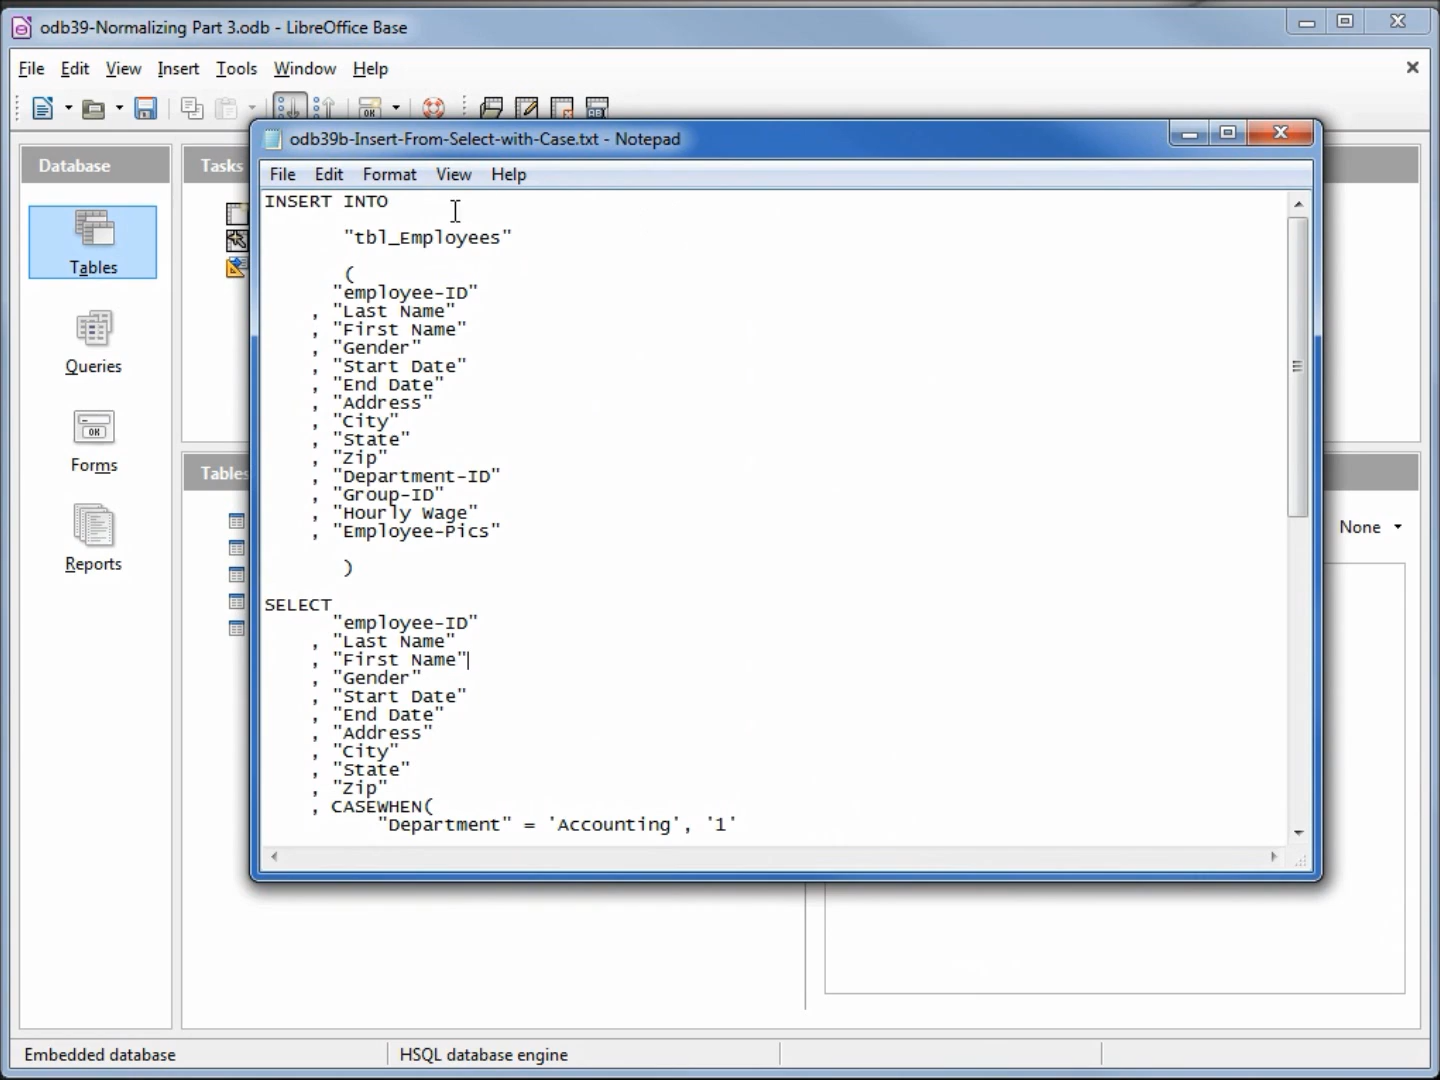 odb39-Normalizing Part 3.odb - LibreOffice Base
File Edit View Insert Tools Window Help
Database
Tasks
Tables
Queries
Forms
Reports
Tables
None
odb39b-Insert-From-Select-with-Case.txt - Notepad
File Edit Format View Help
INSERT INTO
"tbl_Employees"
(
"employee-ID"
, "Last Name"
, "First Name"
, "Gender"
, "Start Date"
, "End Date"
, "Address"
, "City"
, "State"
, "Zip"
, "Department-ID"
, "Group-ID"
, "Hourly Wage"
, "Employee-Pics"
)
SELECT
"employee-ID"
, "Last Name"
, "First Name"
, "Gender"
, "Start Date"
, "End Date"
, "Address"
, "City"
, "State"
, "Zip"
, CASEWHEN(
"Department" = 'Accounting', '1'
Embedded database
HSQL database engine